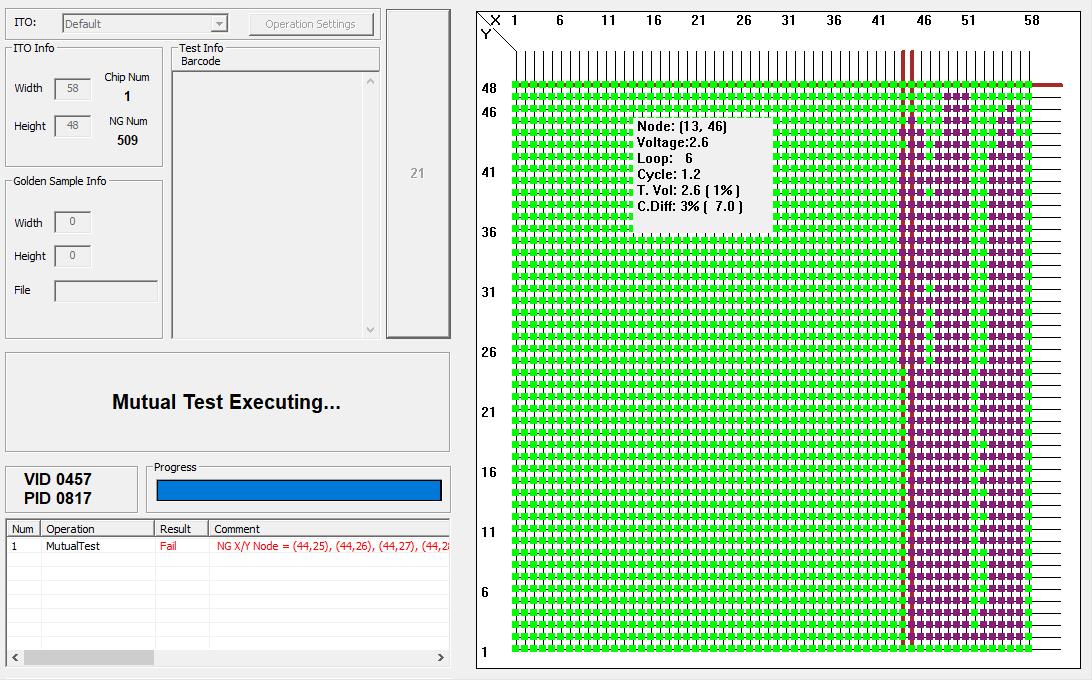 ITO:
Default
Operation Settings
ITO Info
Width
58
Chip Num
1
Height
48
NG Num
509
Test Info
Barcode
21
Golden Sample Info
Width
0
Height
0
File
Mutual Test Executing...
VID 0457
PID 0817
Progress
Num Operation Result Comment
1 MutualTest Fail NG X/Y Node = (44,25), (44,26), (44,27), (44,28
X 1 6 11 16 21 26 31 36 41 46 51 58
Y
48
46
41
36
31
26
21
16
11
6
1
Node: (13, 46)
Voltage:2.6
Loop: 6
Cycle: 1.2
T. Vol: 2.6 ( 1% )
C.Diff: 3% ( 7.0 )